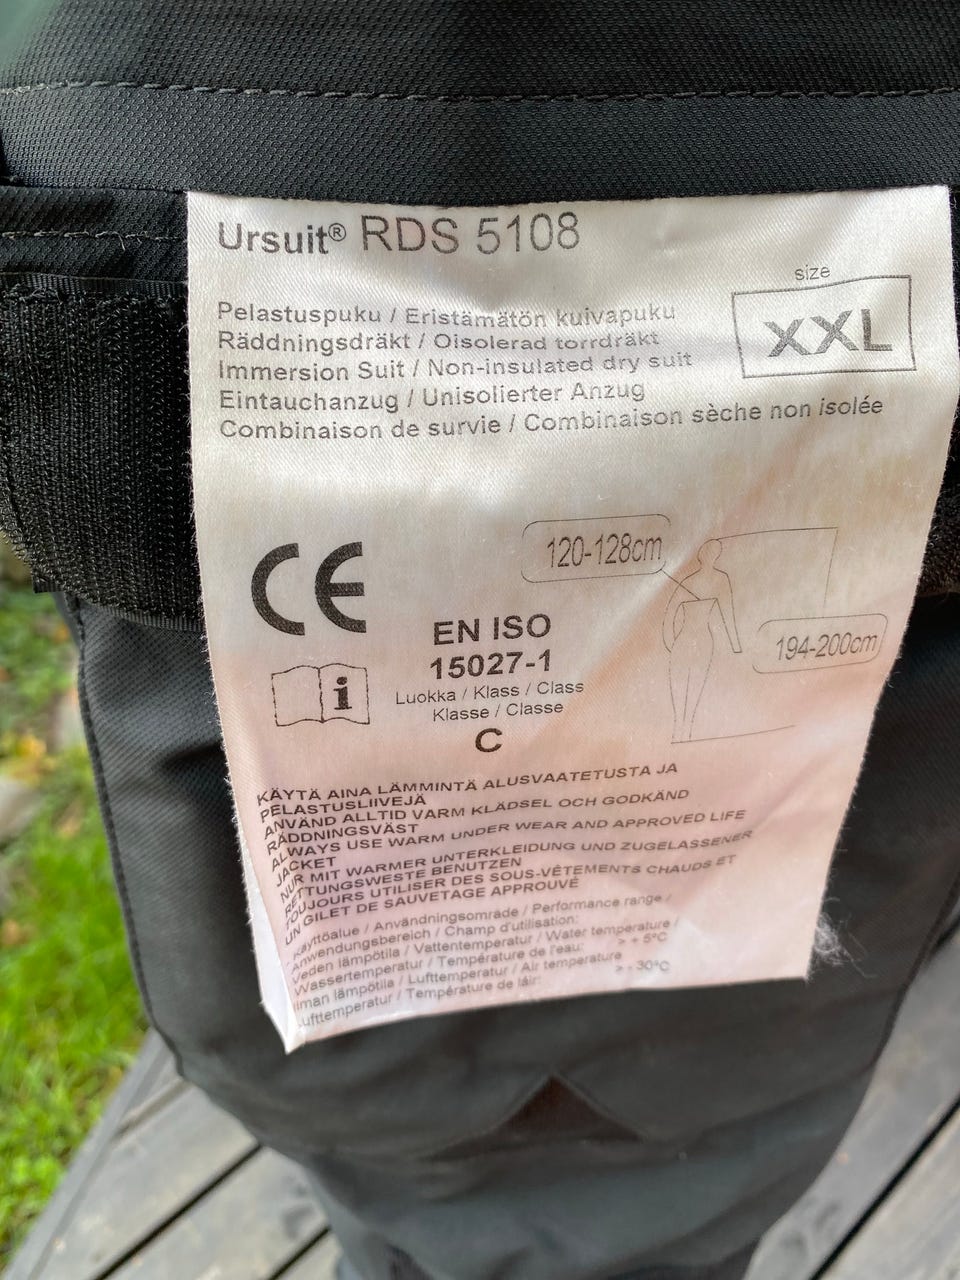 Ursuit® RDS 5108
size
XXL
Pelastuspuku / Eristämätön kuivapuku
Räddningsdräkt / Oisolerad torrdräkt
Immersion Suit / Non-insulated dry suit
Eintauchanzug / Unisolierter Anzug
Combinaison de survie / Combinaison sèche non isolée
120-128cm
194-200cm
CE
i
EN ISO
15027-1
Luokka / Klass / Class
Klasse / Classe
C
KÄYTÄ AINA LÄMMINTÄ ALUSVAATETUSTA JA
PELASTUSLIIVEJÄ
ANVÄND ALLTID VARM KLÄDSEL OCH GODKÄND
RÄDDNINGSVÄST
ALWAYS USE WARM UNDER WEAR AND APPROVED LIFE
JACKET
NUR MIT WARMER UNTERKLEIDUNG UND ZUGELASSENER
RETTUNGSWESTE BENUTZEN
TOUJOURS UTILISER DES SOUS-VÊTEMENTS CHAUDS ET
UN GILET DE SAUVETAGE APPROUVÉ
Käyttöalue / Användningsområde / Performance range /
Anwendungsbereich / Champ d'utilisation:
Veden lämpötila / Vattentemperatur / Water temperature /
Wassertemperatur / Température de l'eau: > + 5°C
Ilman lämpötila / Lufttemperatur / Air temperature
Lufttemperatur / Température de láir: > - 30°C